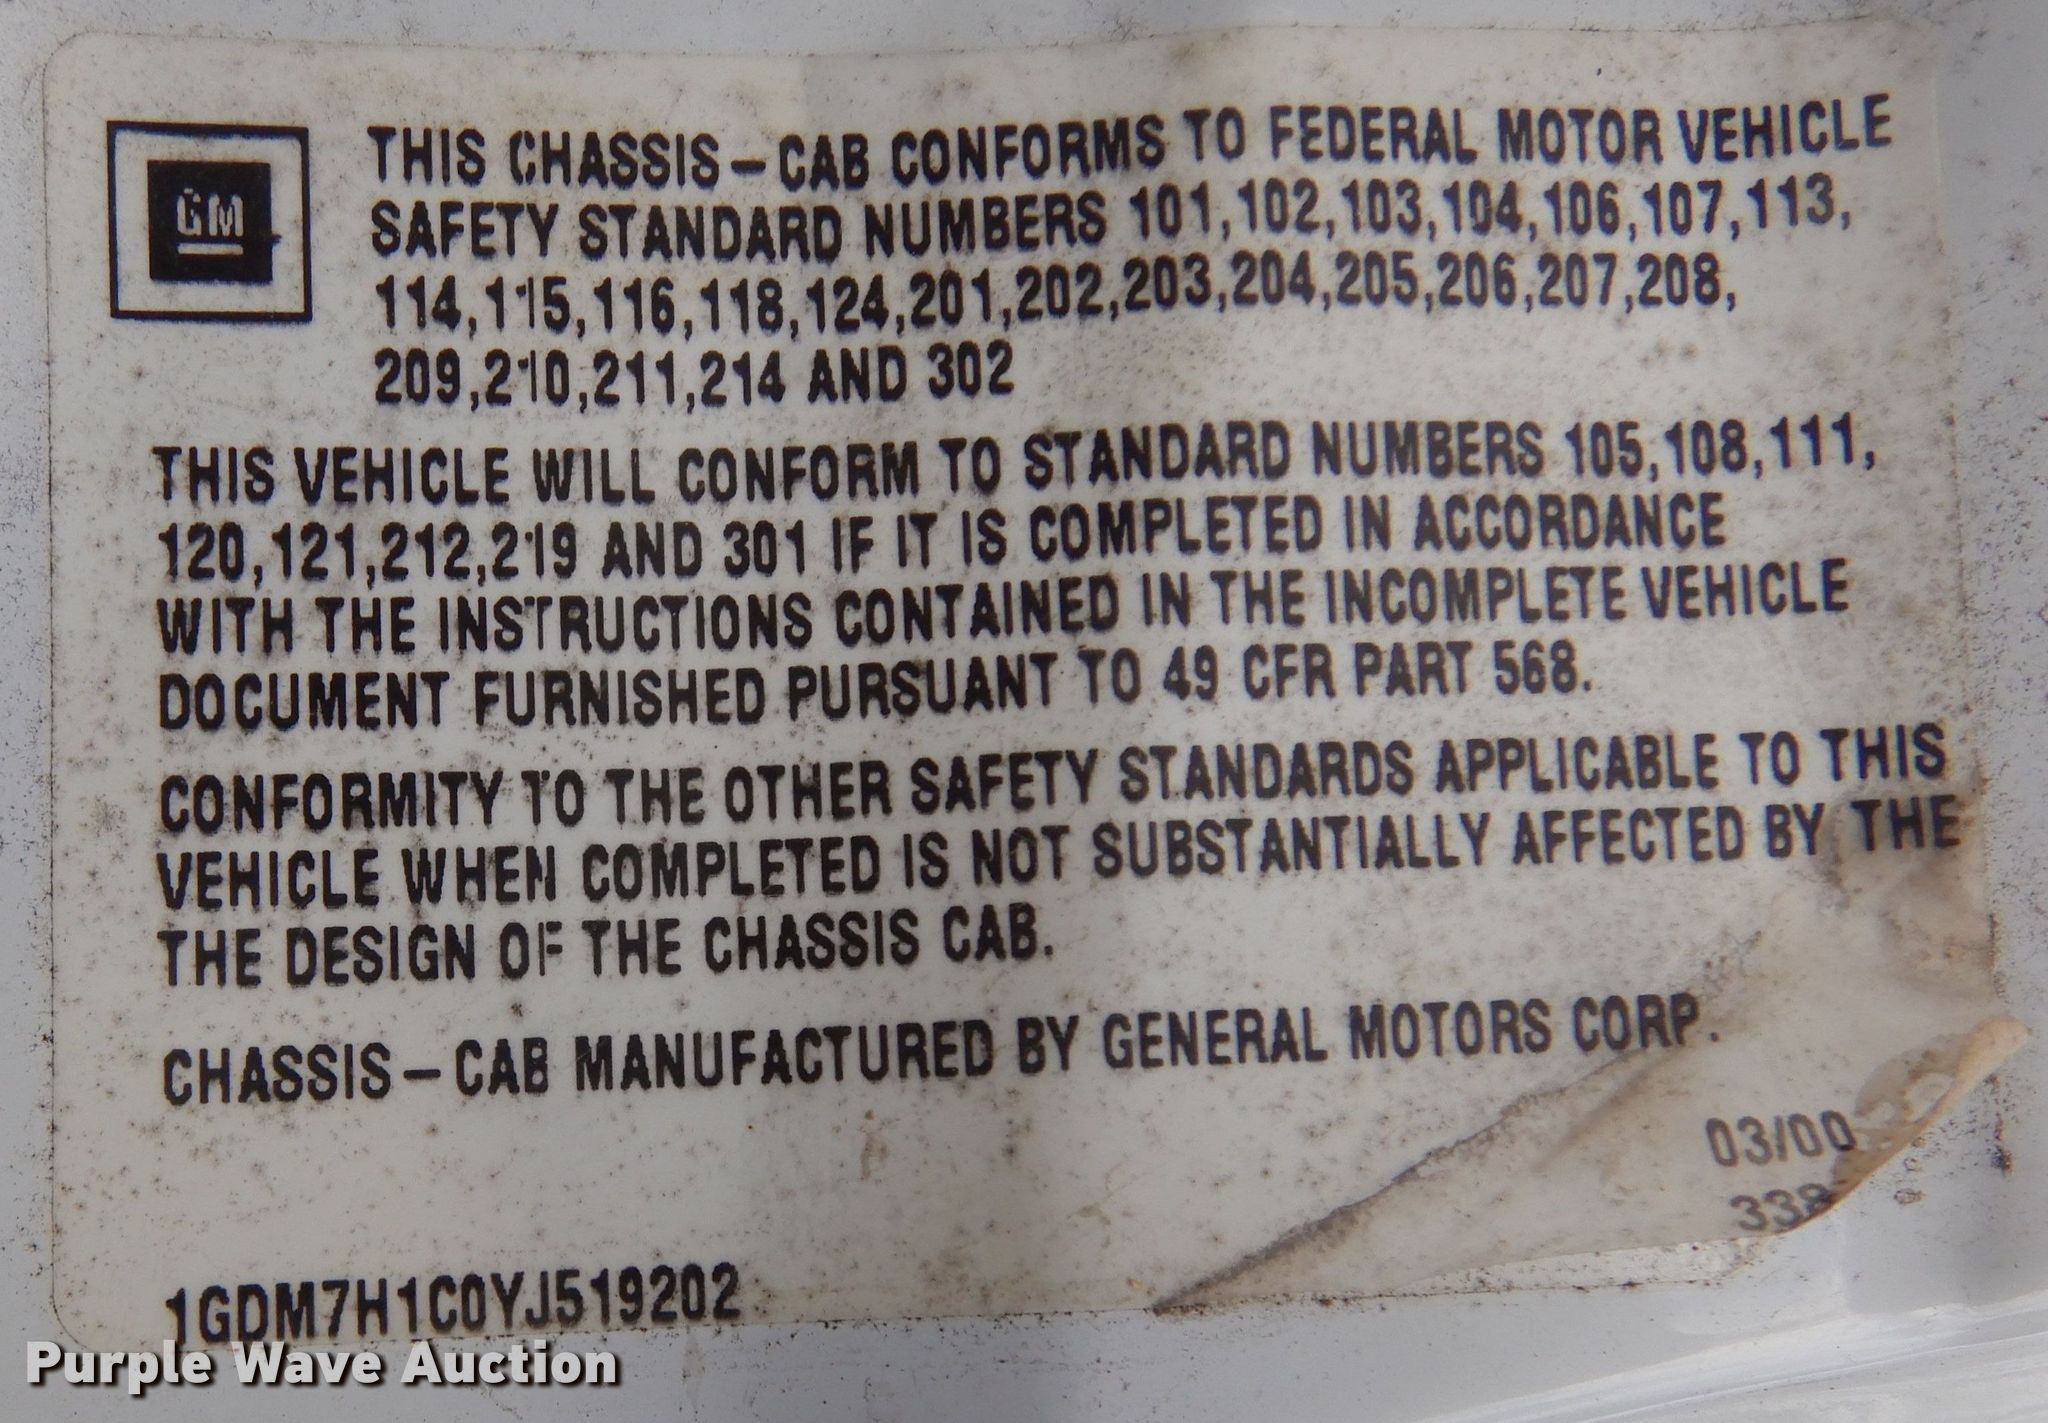 GM
THIS CHASSIS-CAB CONFORMS TO FEDERAL MOTOR VEHICLE
SAFETY STANDARD NUMBERS 101,102,103,104,106,107,113,
114,115,116,118,124,201,202,203,204,205,206,207,208,
209,210,211,214 AND 302
THIS VEHICLE WILL CONFORM TO STANDARD NUMBERS 105,108,111,
120,121,212,219 AND 301 IF IT IS COMPLETED IN ACCORDANCE
WITH THE INSTRUCTIONS CONTAINED IN THE INCOMPLETE VEHICLE
DOCUMENT FURNISHED PURSUANT TO 49 CFR PART 568.
CONFORMITY TO THE OTHER SAFETY STANDARDS APPLICABLE TO THIS
VEHICLE WHEN COMPLETED IS NOT SUBSTANTIALLY AFFECTED BY THE
THE DESIGN OF THE CHASSIS CAB.
CHASSIS-CAB MANUFACTURED BY GENERAL MOTORS CORP.
03/00
1GDM7H1C0YJ519202
Purple Wave Auction